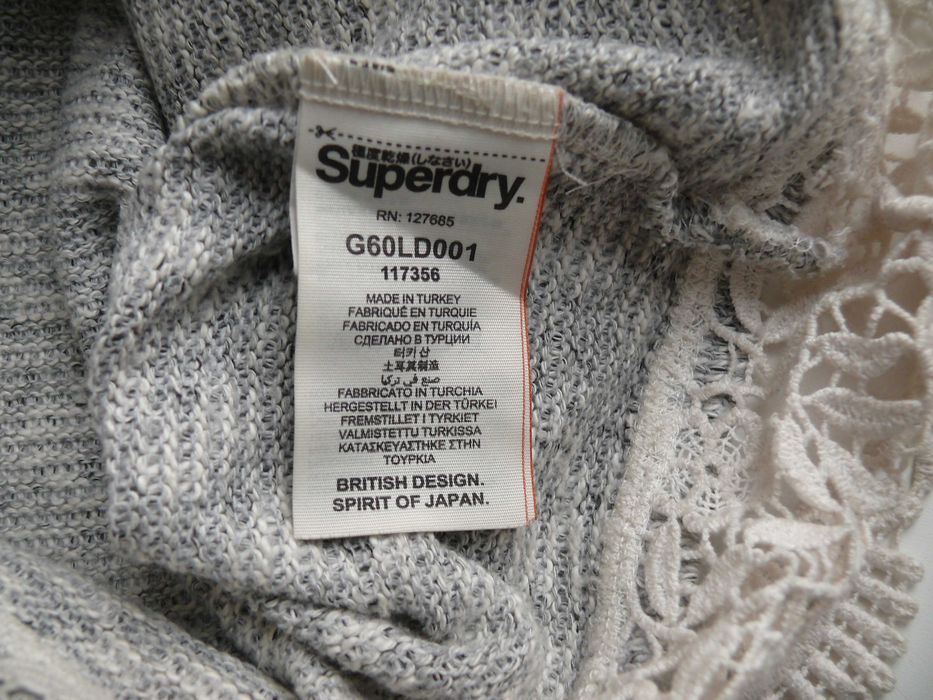 極度乾燥(しなさい)
Superdry.
RN: 127685
G60LD001
117356
MADE IN TURKEY
FABRIQUÉ EN TURQUIE
FABRICADO EN TURQUÍA
СДЕЛАНО В ТУРЦИИ
터키 산
土耳其制造
صنع في تركيا
FABBRICATO IN TURCHIA
HERGESTELLT IN DER TÜRKEI
FREMSTILLET I TYRKIET
VALMISTETTU TURKISSA
ΚΑΤΑΣΚΕΥΑΣΤΗΚΕ ΣΤΗΝ
ΤΟΥΡΚΙΑ
BRITISH DESIGN.
SPIRIT OF JAPAN.